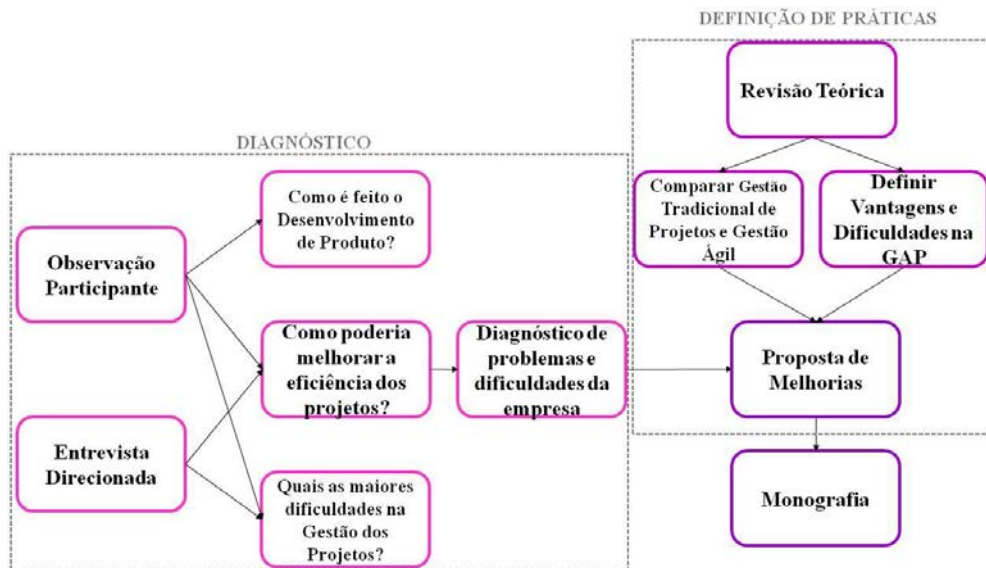 DEFINIÇÃO DE PRÁTICAS
Revisão Teórica
Comparar Gestão
Tradicional de
Projetos e Gestão
Ágil
Definir
Vantagens e
Dificuldades na
GAP
Proposta de
Melhorias
Monografia
DIAGNÓSTICO
Observação
Participante
Entrevista
Direcionada
Como é feito o
Desenvolvimento
de Produto?
Como poderia
melhorar a
eficiência dos
projetos?
Quais as maiores
dificuldades na
Gestão dos
Projetos?
Diagnóstico de
problemas e
dificuldades da
empresa